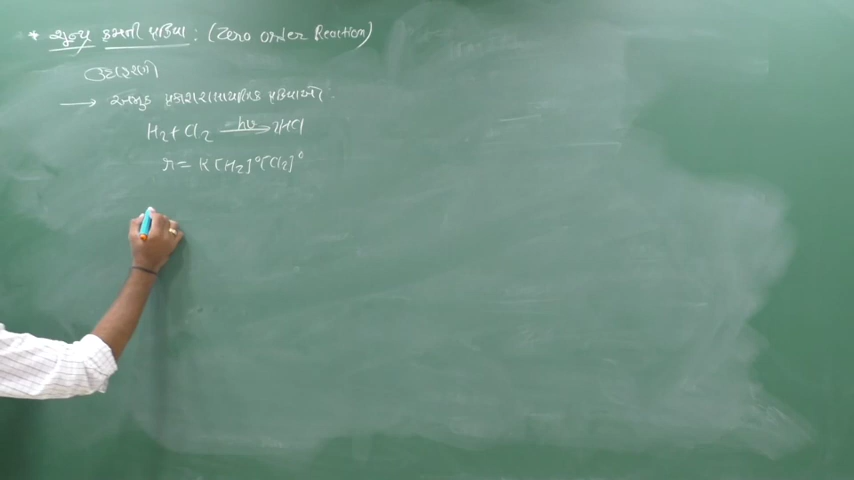 * શૂન્ય ક્રમની પ્રક્રિયા : (Zero order Reaction)
ઉદાહરણો
→ અમુક પ્રકાશરાસાયણિક પ્રક્રિયાઓ.
H₂ + Cl₂ —hν→ 2HCl
r = K [H₂]⁰ [Cl₂]⁰